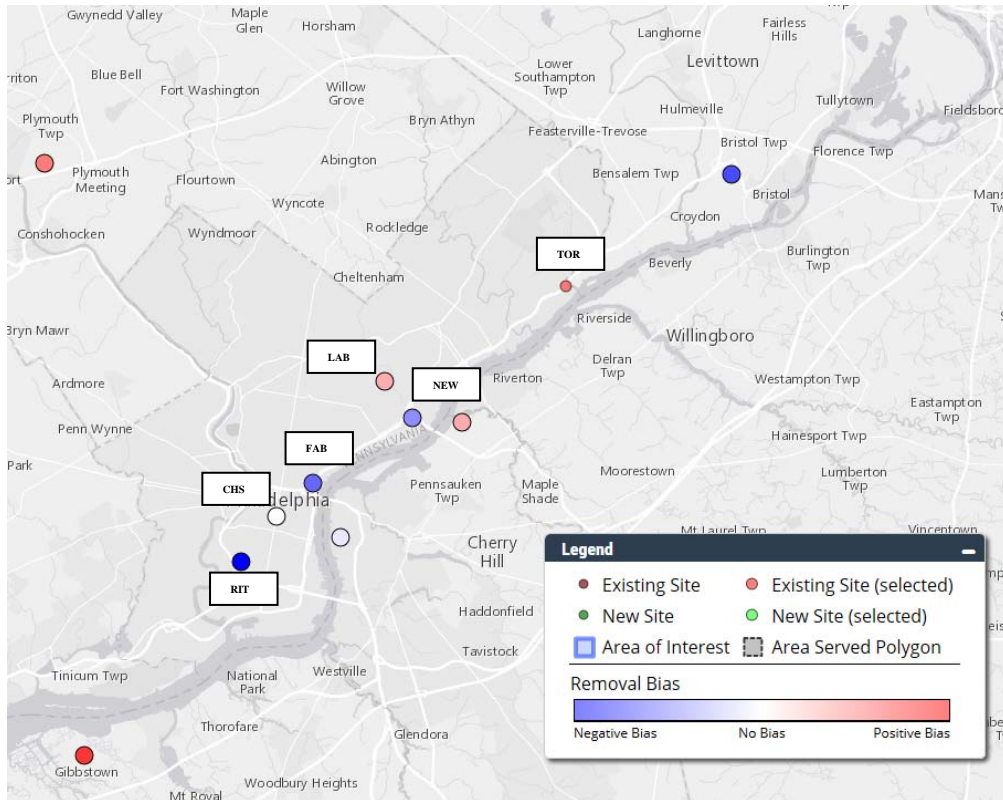 Gwynedd Valley
Maple
Glen
Horsham
Langhorne
Fairless
Hills
Levittown
Blue Bell
Fort Washington
Willow
Grove
Lower
Southampton
Twp
Hulmeville
Tullytown
Fieldsboro
Bryn Athyn
Plymouth
Twp
Feasterville-Trevose
Bristol Twp
Florence Twp
Abington
Plymouth
Meeting
Flourtown
Bensalem Twp
Bristol
Wyncote
Croydon
Conshohocken
Wyndmoor
Rockledge
TOR
Burlington
Twp
Beverly
Cheltenham
Riverside
Bryn Mawr
Willingboro
LAB
Delran
Twp
Ardmore
NEW
Riverton
Westampton Twp
Eastampton
Twp
Penn Wynne
Hainesport Twp
FAB
Park
Moorestown
Lumberton
Twp
CHS
Pennsauken
Twp
Maple
Shade
delphia
Mt Laurel Twp
Vincentown
Cherry
Hill
RIT
Haddonfield
Tavistock
Tinicum Twp
National
Park
Westville
Thorofare
Glendora
Gibbstown
Woodbury Heights
Mt Royal
Legend
Existing Site
Existing Site (selected)
New Site
New Site (selected)
Area of Interest
Area Served Polygon
Removal Bias
Negative Bias
No Bias
Positive Bias